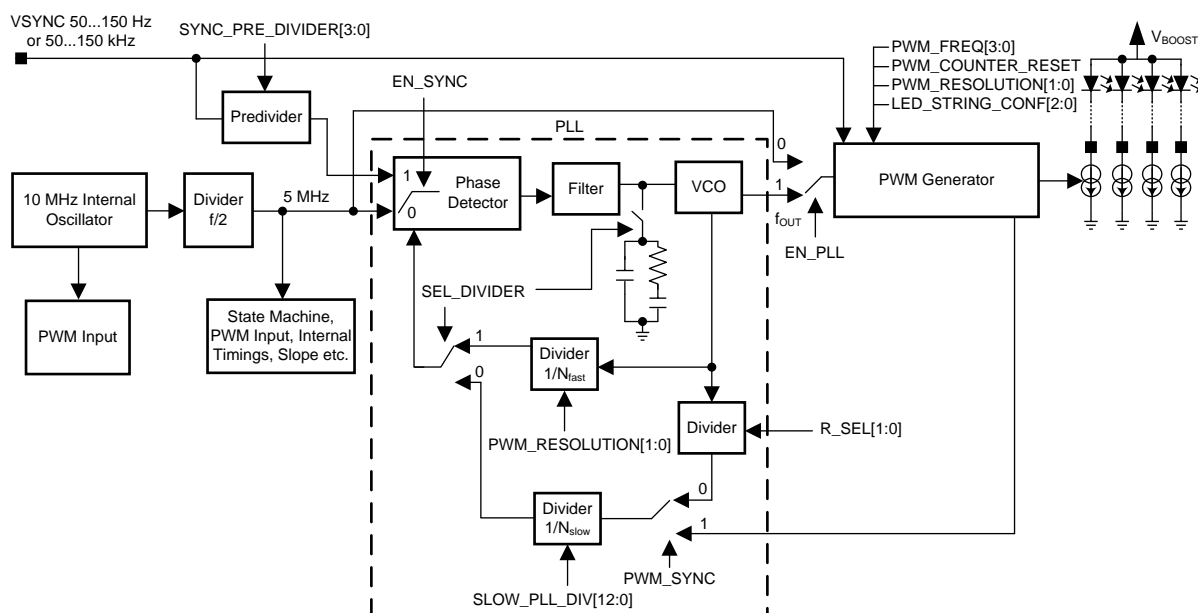 VSYNC 50...150 Hz
or 50...150 kHz
SYNC_PRE_DIVIDER[3:0]
EN_SYNC
PWM_FREQ[3:0]
PWM_COUNTER_RESET
PWM_RESOLUTION[1:0]
LED_STRING_CONF[2:0]
VBOOST
Predivider
PLL
0
10 MHz Internal
Oscillator
Divider
f/2
5 MHz
1
0
Phase
Detector
Filter
VCO
1
fOUT
EN_PLL
PWM Generator
PWM Input
State Machine,
PWM Input, Internal
Timings, Slope etc.
SEL_DIVIDER
1
0
Divider
1/Nfast
PWM_RESOLUTION[1:0]
Divider
R_SEL[1:0]
0
1
Divider
1/Nslow
PWM_SYNC
SLOW_PLL_DIV[12:0]